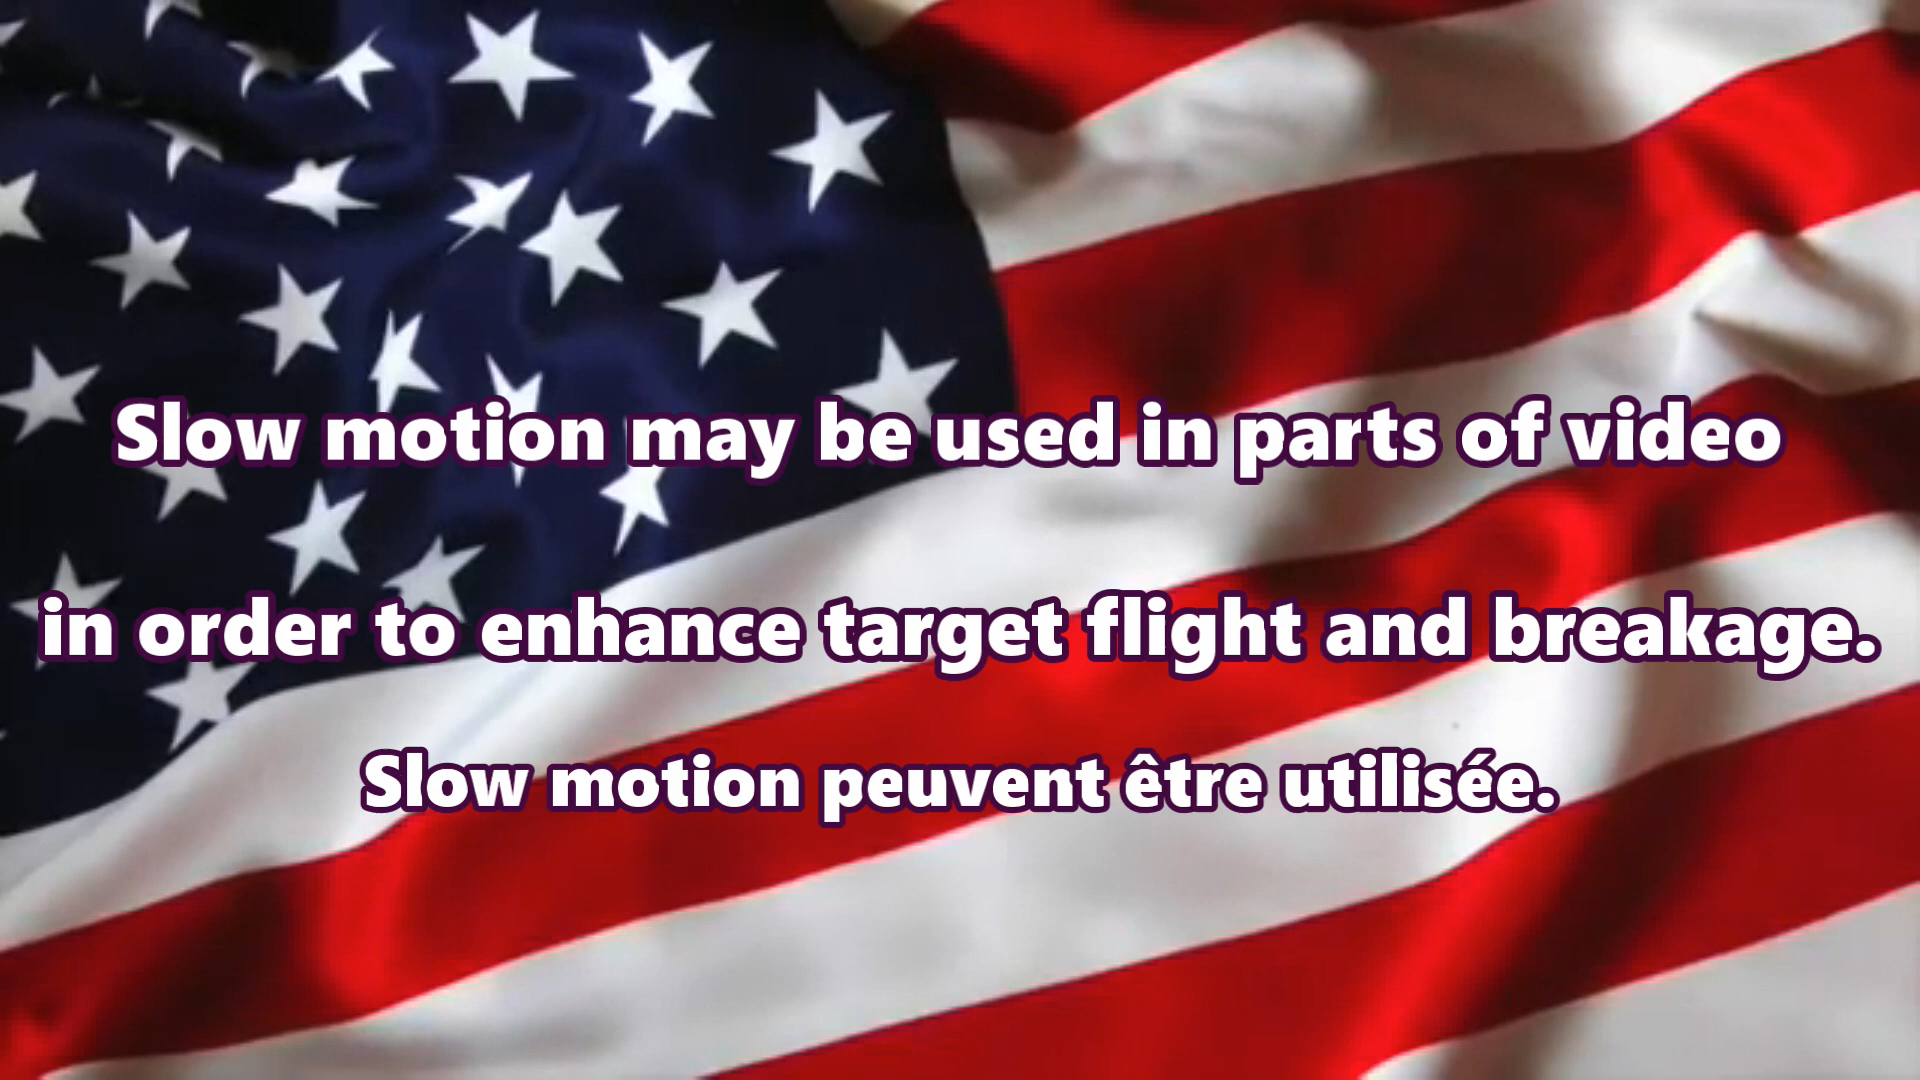 Slow motion may be used in parts of video
in order to enhance target flight and breakage.
Slow motion peuvent être utilisée.